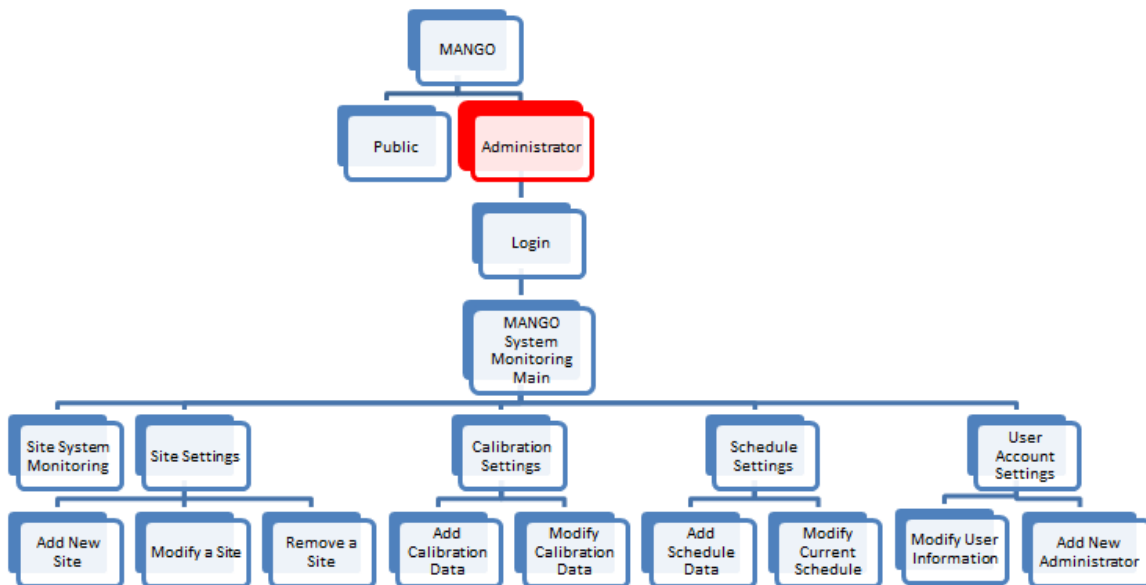 MANGO
Public
Administrator
Login
MANGO
System
Monitoring
Main
Site System
Monitoring
Site Settings
Calibration
Settings
Schedule
Settings
User
Account
Settings
Add New
Site
Modify a Site
Remove a
Site
Add
Calibration
Data
Modify
Calibration
Data
Add
Schedule
Data
Modify
Current
Schedule
Modify User
Information
Add New
Administrator